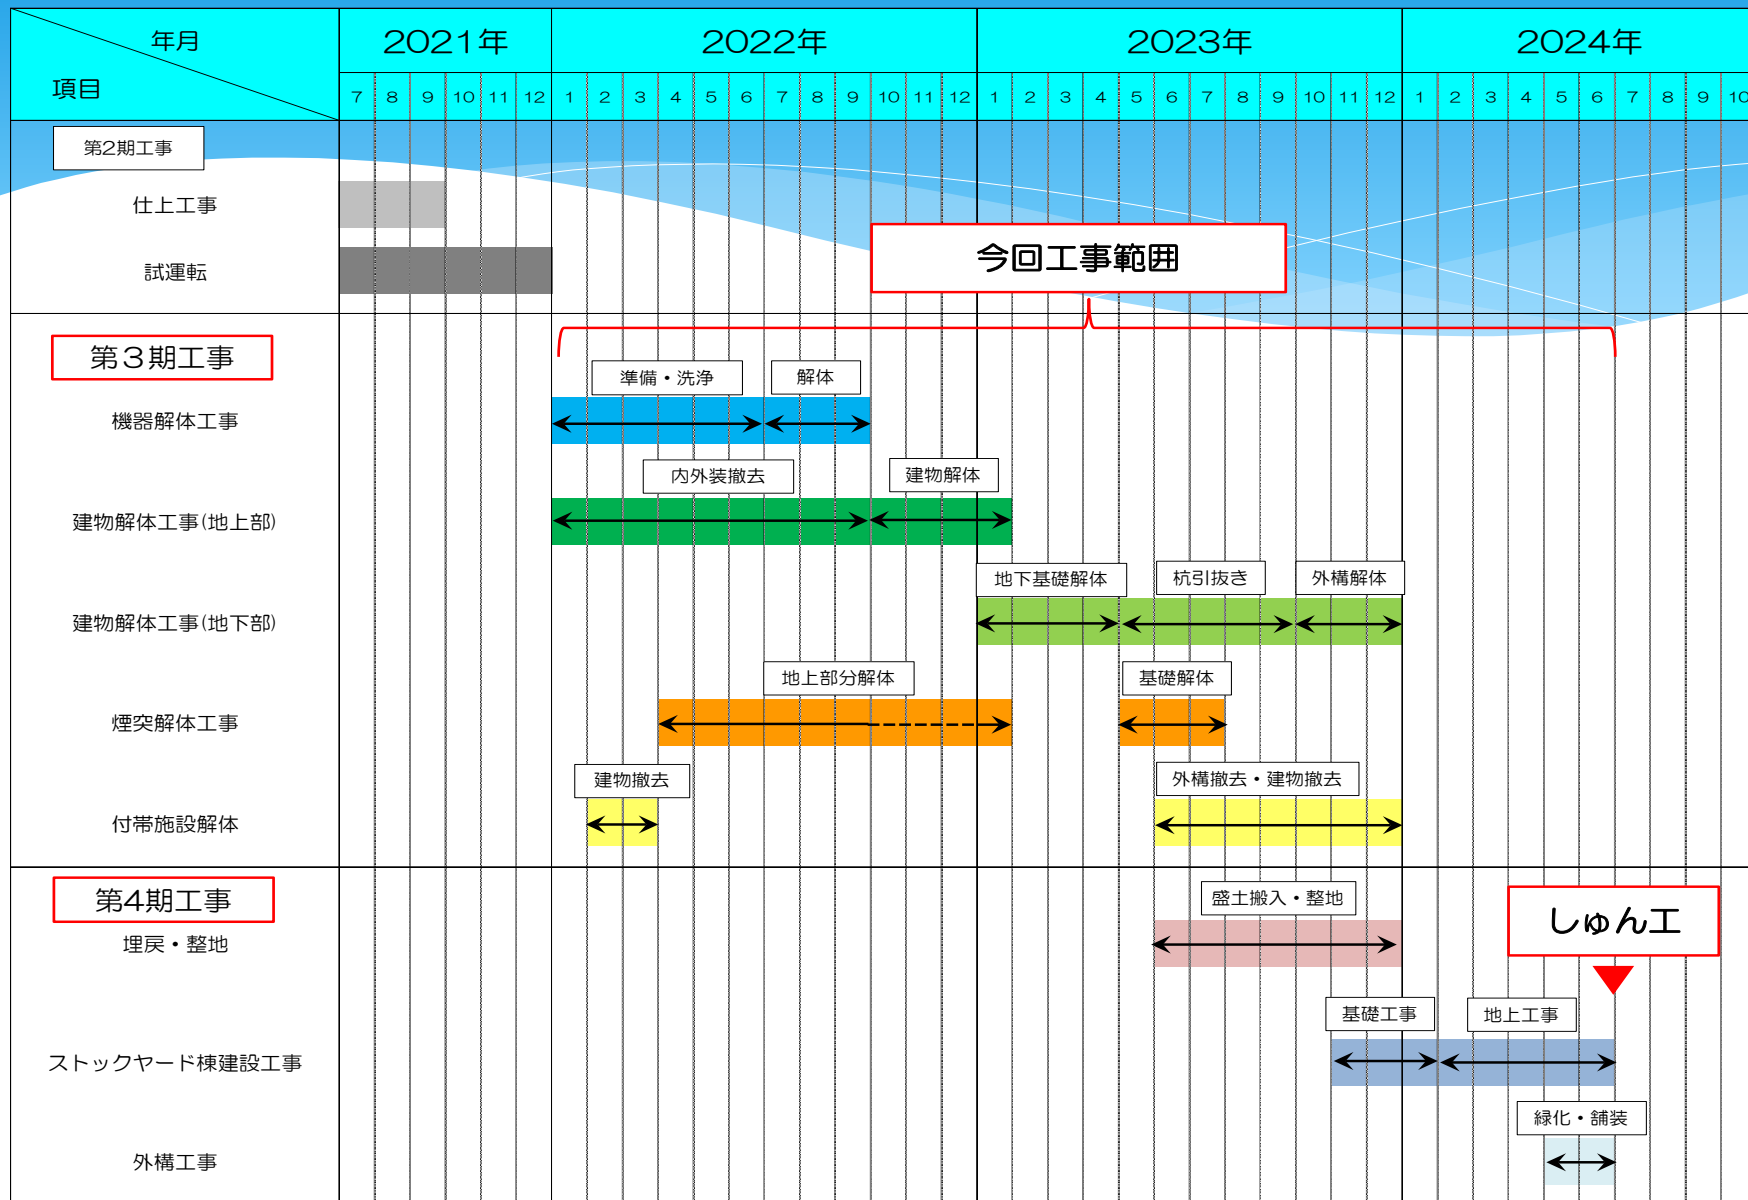 年月
項目
2021年 2022年 2023年 2024年
7 8 9 10 11 12 1 2 3 4 5 6 7 8 9 10 11 12 1 2 3 4 5 6 7 8 9 10 11 12 1 2 3 4 5 6 7 8 9 10
第2期工事
仕上工事
試運転
今回工事範囲
第３期工事
準備・洗浄 解体
機器解体工事
内外装撤去 建物解体
建物解体工事(地上部)
地下基礎解体 杭引抜き 外構解体
建物解体工事(地下部)
地上部分解体 基礎解体
煙突解体工事
建物撤去 外構撤去・建物撤去
付帯施設解体
第4期工事
盛土搬入・整地
しゅん工
埋戻・整地
基礎工事 地上工事
ストックヤード棟建設工事
緑化・舗装
外構工事